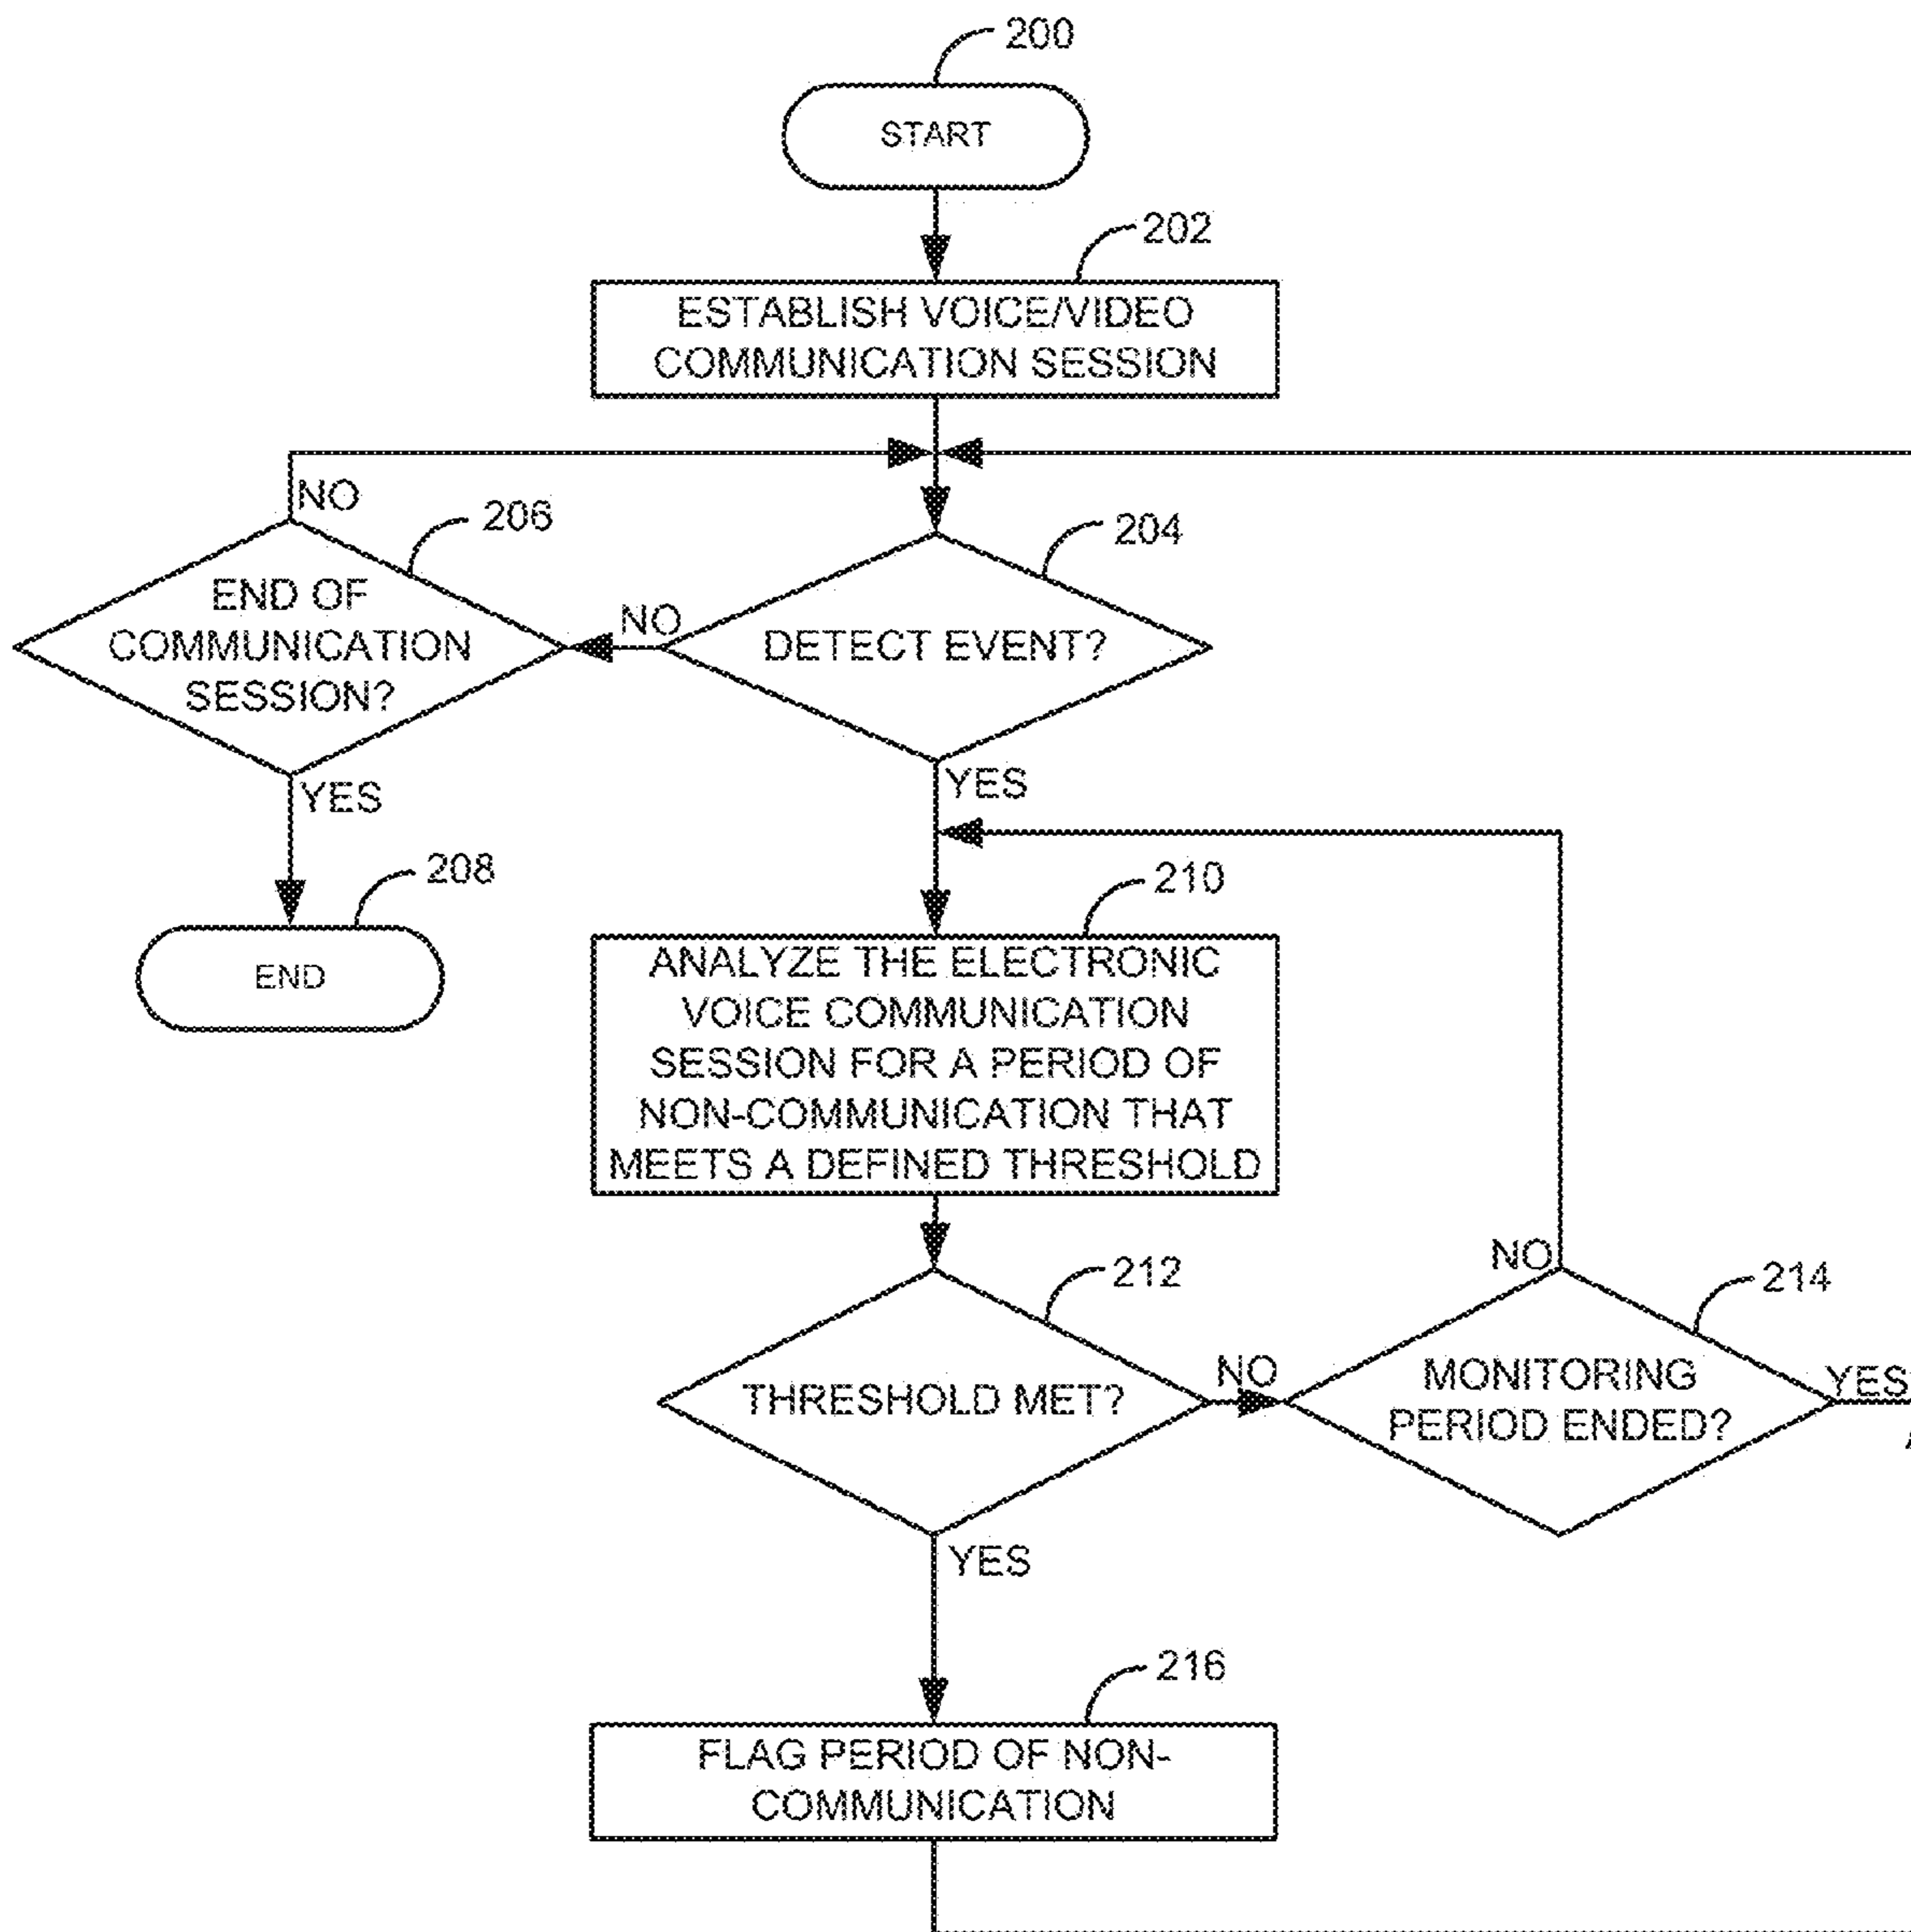 200
START
202
ESTABLISH VOICE/VIDEO
COMMUNICATION SESSION
NO
206
204
END OF
COMMUNICATION
SESSION?
NO
DETECT EVENT?
YES
YES
208
END
210
ANALYZE THE ELECTRONIC
VOICE COMMUNICATION
SESSION FOR A PERIOD OF
NON-COMMUNICATION THAT
MEETS A DEFINED THRESHOLD
NO
212
214
THRESHOLD MET?
NO
MONITORING
PERIOD ENDED?
YES
YES
216
FLAG PERIOD OF NON-
COMMUNICATION